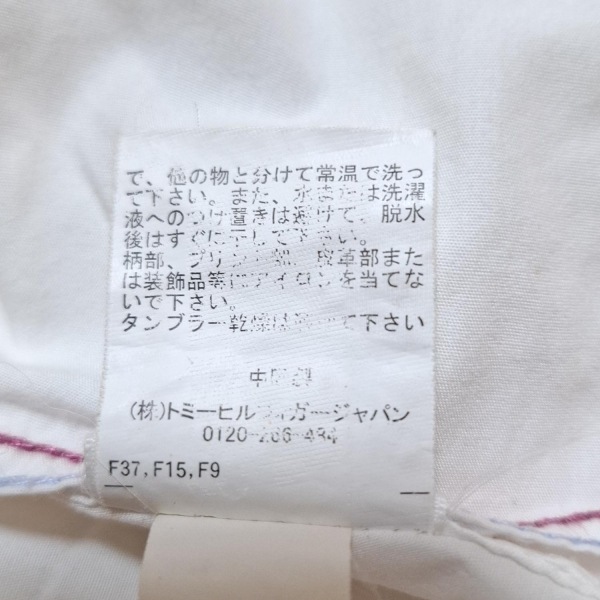 で、他の物と分けて常温で洗っ
て下さい。また、水または洗濯
液へのつけ置きは避けて、脱水
後はすぐに干して下さい。
柄部、プリント部、皮革部また
は装飾品等にアイロンを当てな
いで下さい。
タンブラー乾燥は避けて下さい
中国製
(株)トミーヒルフィガージャパン
0120-266-484
F37,F15,F9